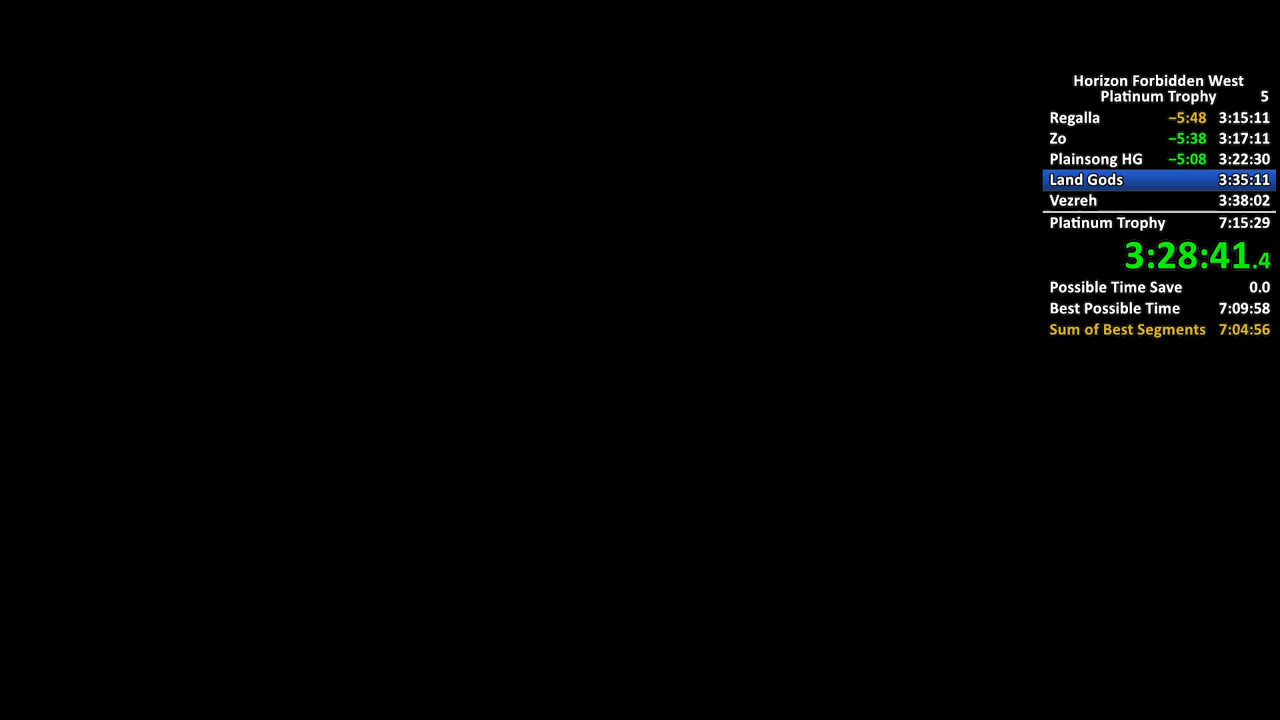 Horizon Forbidden West
Platinum Trophy 5
Regalla −5:48 3:15:11
Zo −5:38 3:17:11
Plainsong HG −5:08 3:22:30
Land Gods 3:35:11
Vezreh 3:38:02
Platinum Trophy 7:15:29
3:28:41.4
Possible Time Save 0.0
Best Possible Time 7:09:58
Sum of Best Segments 7:04:56